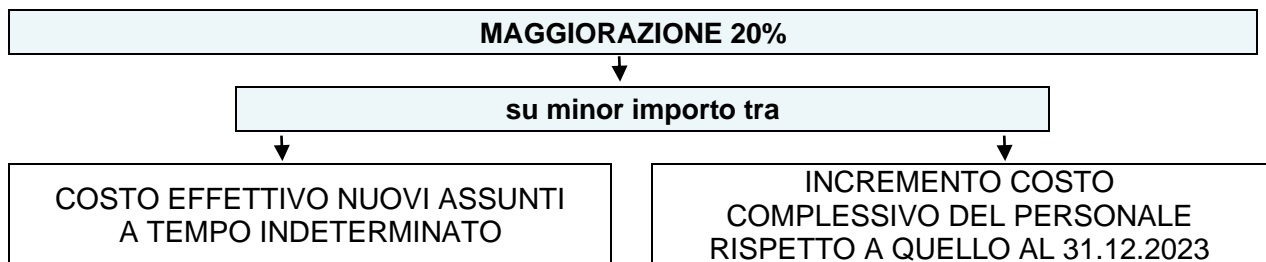 MAGGIORAZIONE 20%
su minor importo tra
COSTO EFFETTIVO NUOVI ASSUNTI
A TEMPO INDETERMINATO
INCREMENTO COSTO
COMPLESSIVO DEL PERSONALE
RISPETTO A QUELLO AL 31.12.2023